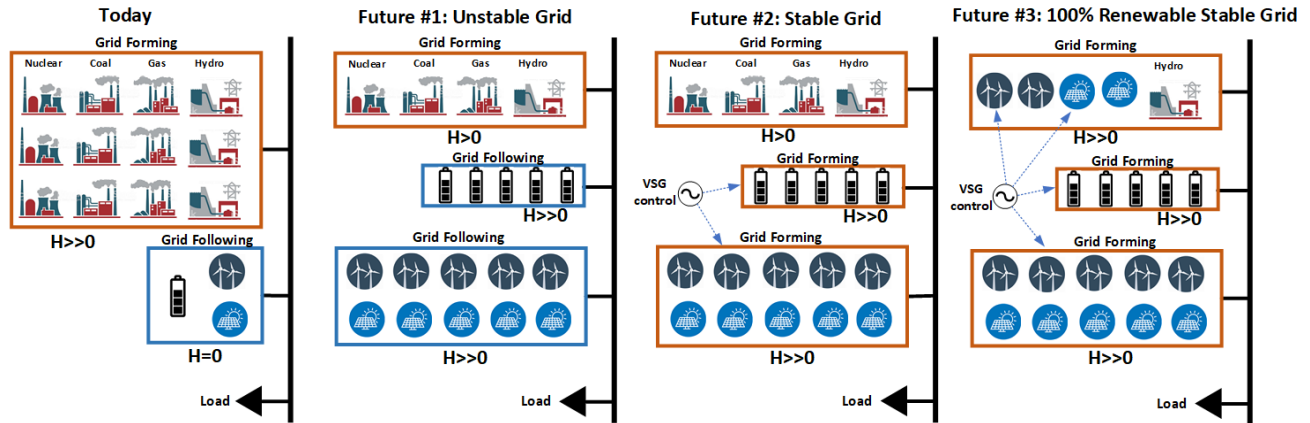 Today
Grid Forming
Nuclear Coal Gas Hydro
H>>0
Grid Following
H=0
Load
Future #1: Unstable Grid
Grid Forming
Nuclear Coal Gas Hydro
H>0
Grid Following
H>>0
Grid Following
H>>0
Load
Future #2: Stable Grid
Grid Forming
Nuclear Coal Gas Hydro
H>0
Grid Forming
VSG
control
H>>0
Grid Forming
H>>0
Load
Future #3: 100% Renewable Stable Grid
Grid Forming
Hydro
H>>0
Grid Forming
VSG
control
H>>0
Grid Forming
H>>0
Load